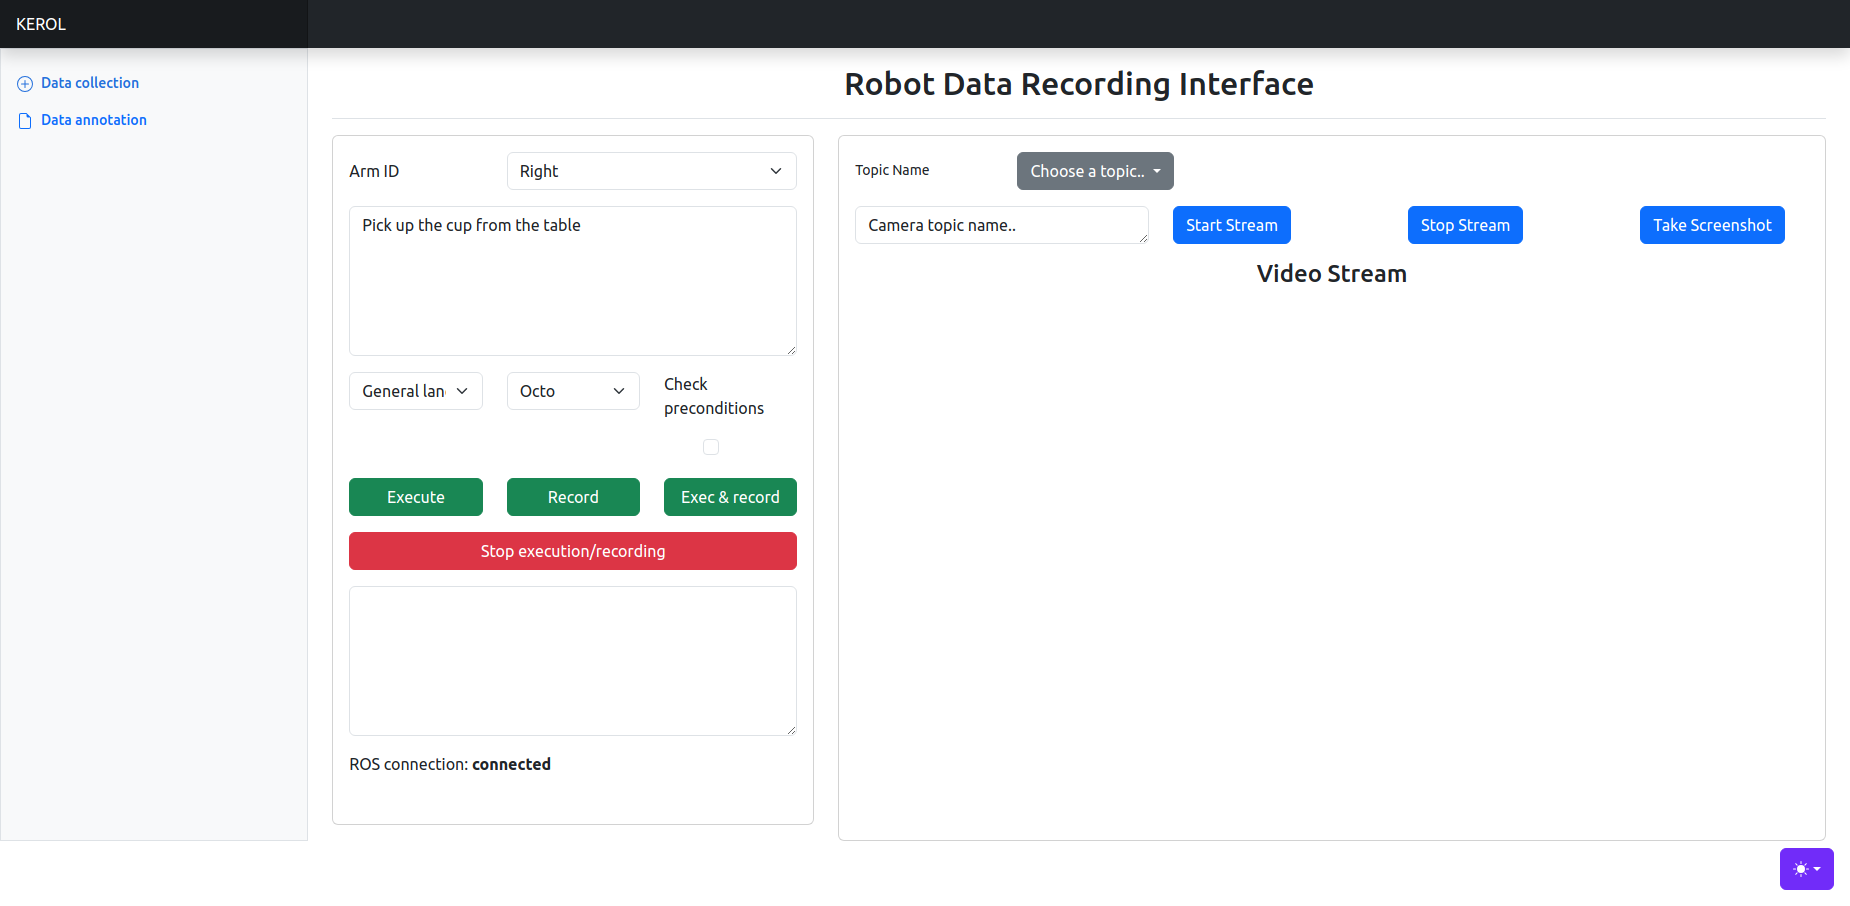 KEROL
Data collection
Data annotation
Robot Data Recording Interface
Arm ID
Right
Pick up the cup from the table
General lan
Octo
Check
preconditions
Execute
Record
Exec & record
Stop execution/recording
ROS connection: connected
Topic Name
Choose a topic..
Camera topic name..
Start Stream
Stop Stream
Take Screenshot
Video Stream